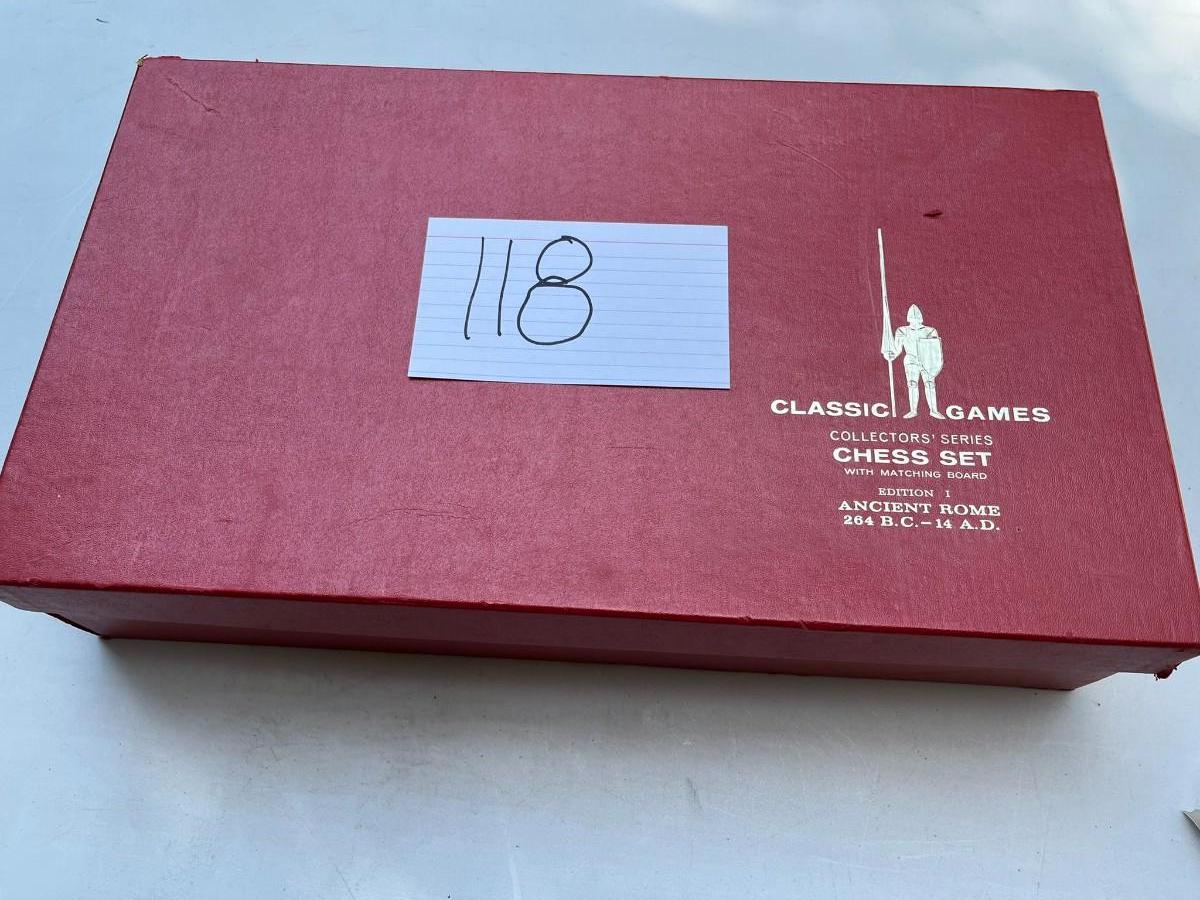 118
CLASSIC GAMES
COLLECTORS' SERIES
CHESS SET
WITH MATCHING BOARD
EDITION 1
ANCIENT ROME
264 B.C.–14 A.D.